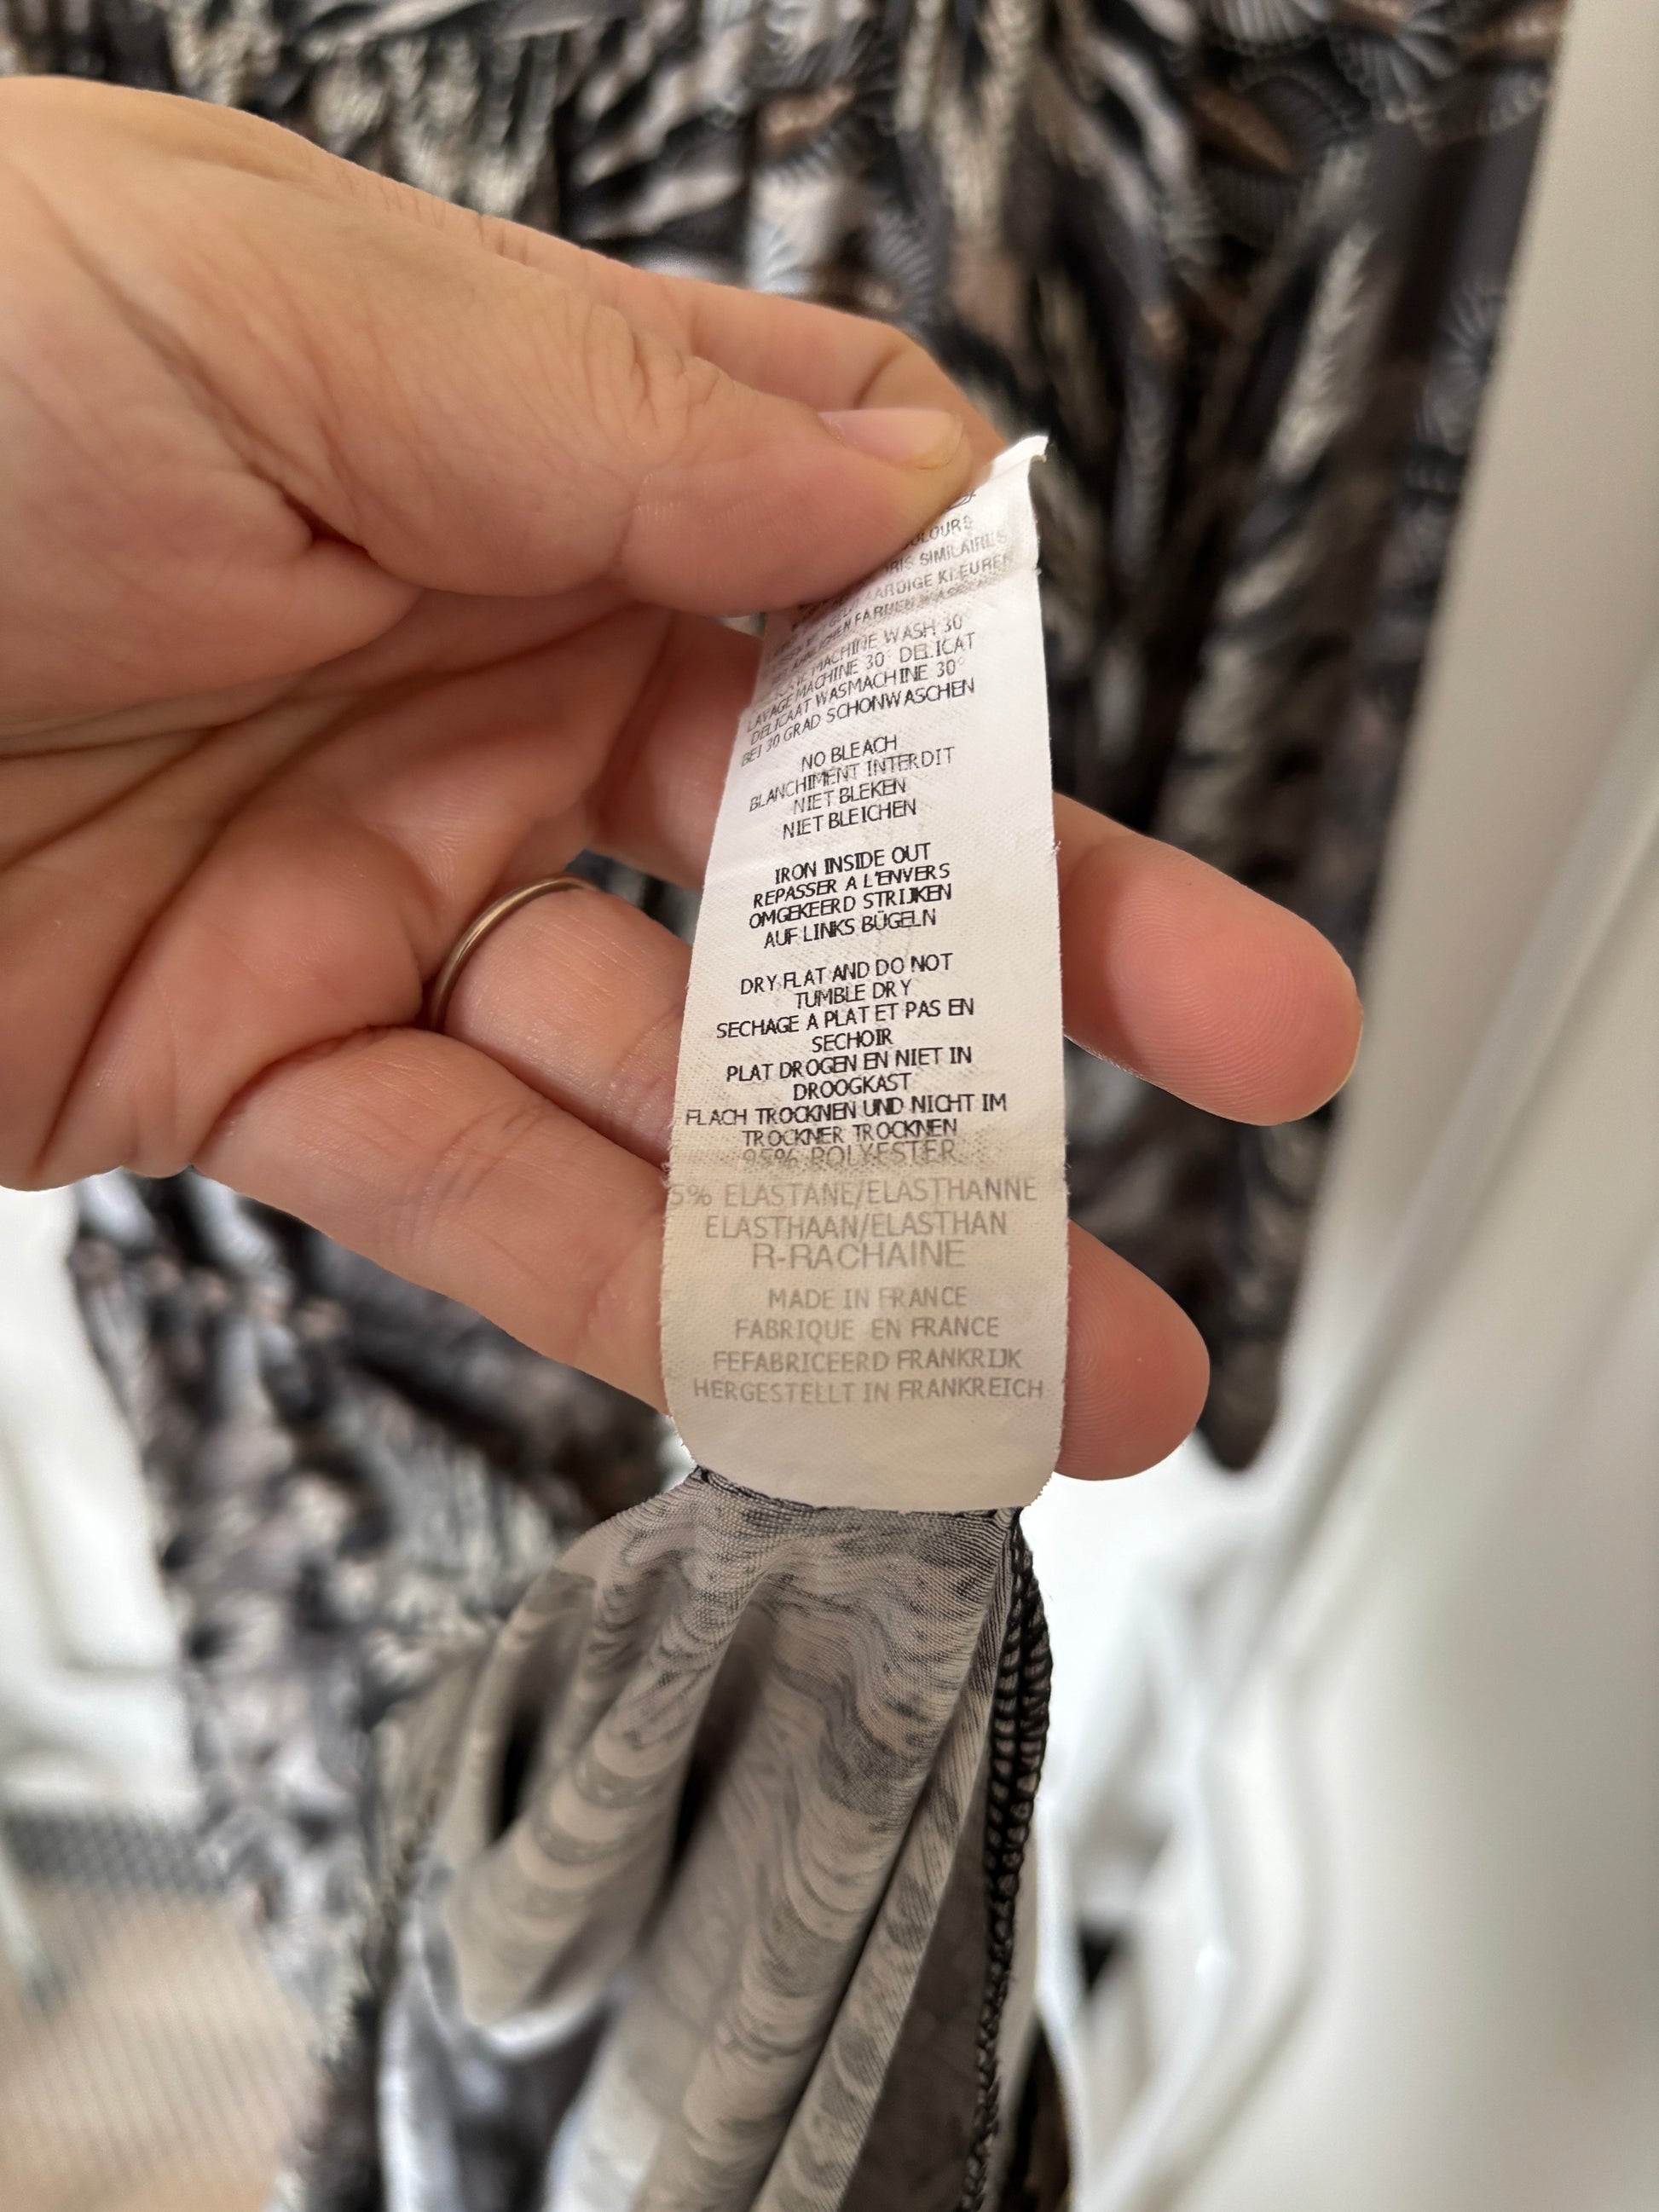 COLOURS
SIMILAIRES
KLEUREN
FARBEN
MACHINE WASH 30°
LAVAGE MACHINE 30° DELICAT
DELICAAT WASMACHINE 30°
BEI 30 GRAD SCHONWASCHEN
NO BLEACH
BLANCHIMENT INTERDIT
NIET BLEKEN
NIET BLEICHEN
IRON INSIDE OUT
REPASSER A L'ENVERS
OMGEKEERD STRIJKEN
AUF LINKS BÜGELN
DRY FLAT AND DO NOT
TUMBLE DRY
SECHAGE A PLAT ET PAS EN
SECHOIR
PLAT DROGEN EN NIET IN
DROOGKAST
FLACH TROCKNEN UND NICHT IM
TROCKNER TROCKNEN
95% POLYESTER
5% ELASTANE/ELASTHANNE
ELASTHAAN/ELASTHAN
R-RACHAINE
MADE IN FRANCE
FABRIQUE EN FRANCE
FEFABRICEERD FRANKRIJK
HERGESTELLT IN FRANKREICH